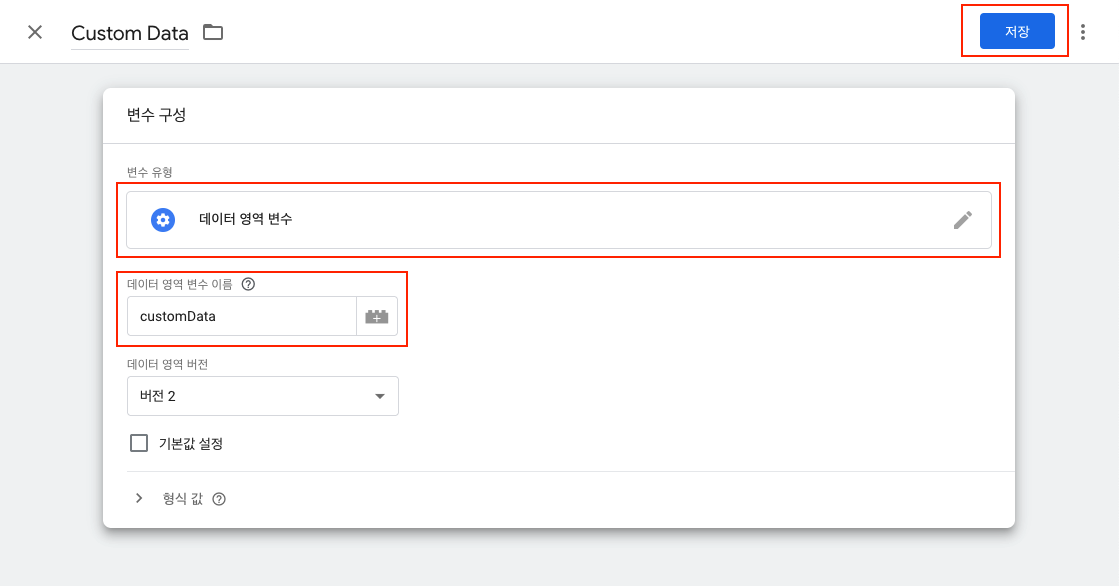 Custom Data
저장
변수 구성
변수 유형
데이터 영역 변수
데이터 영역 변수 이름
customData
데이터 영역 버전
버전 2
기본값 설정
형식 값